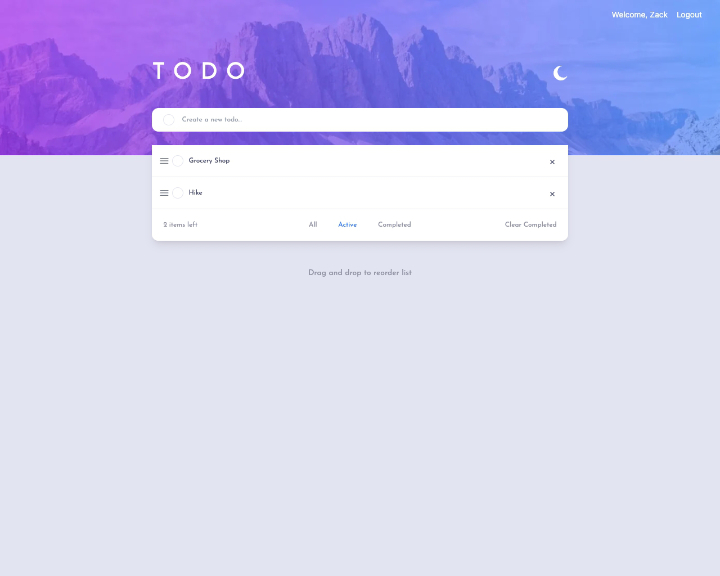 Welcome, Zack Logout
TODO
Create a new todo..
Grocery Shop
Hike
2 items left All Active Completed Clear Completed
Drag and drop to reorder list